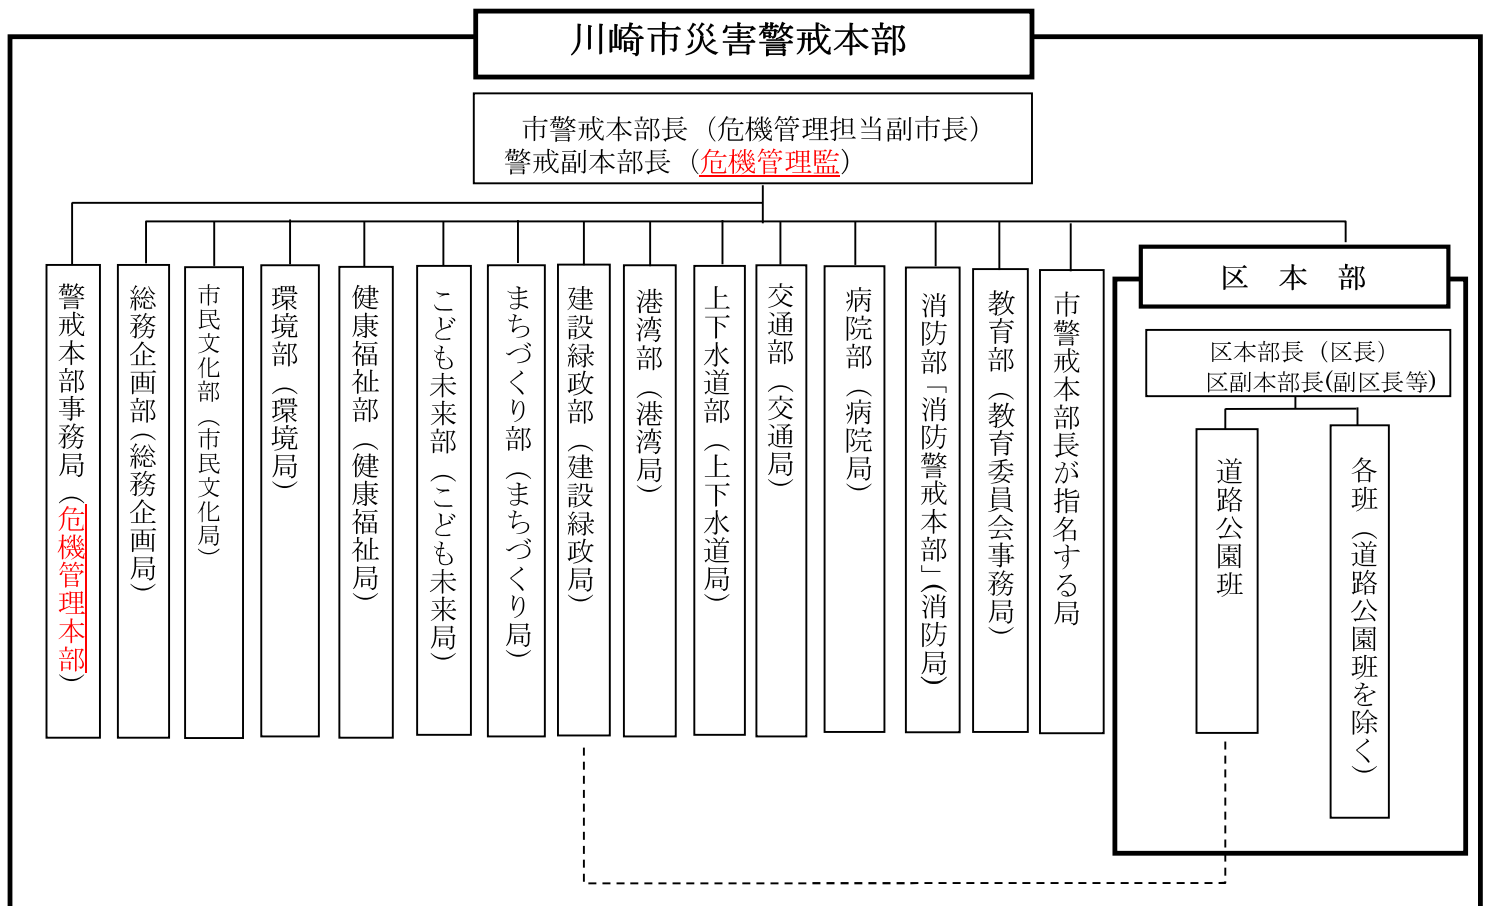 川崎市災害警戒本部
市警戒本部長（危機管理担当副市長）
警戒副本部長（危機管理監）
警戒本部事務局（危機管理本部）
総務企画部（総務企画局）
市民文化部（市民文化局）
環境部（環境局）
健康福祉部（健康福祉局）
こども未来部（こども未来局）
まちづくり部（まちづくり局）
建設緑政部（建設緑政局）
港湾部（港湾局）
上下水道部（上下水道局）
交通部（交通局）
病院部（病院局）
消防部「消防警戒本部」(消防局)
教育部（教育委員会事務局）
市警戒本部長が指名する局
区　本　部
区本部長（区長）
区副本部長(副区長等)
道路公園班
各班（道路公園班を除く）